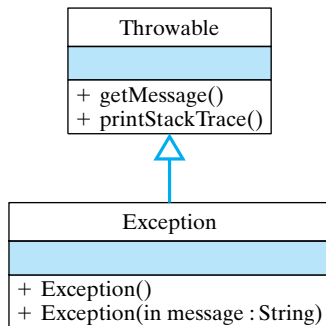 Throwable
+ getMessage()
+ printStackTrace()
Exception
+ Exception()
+ Exception(in message : String)